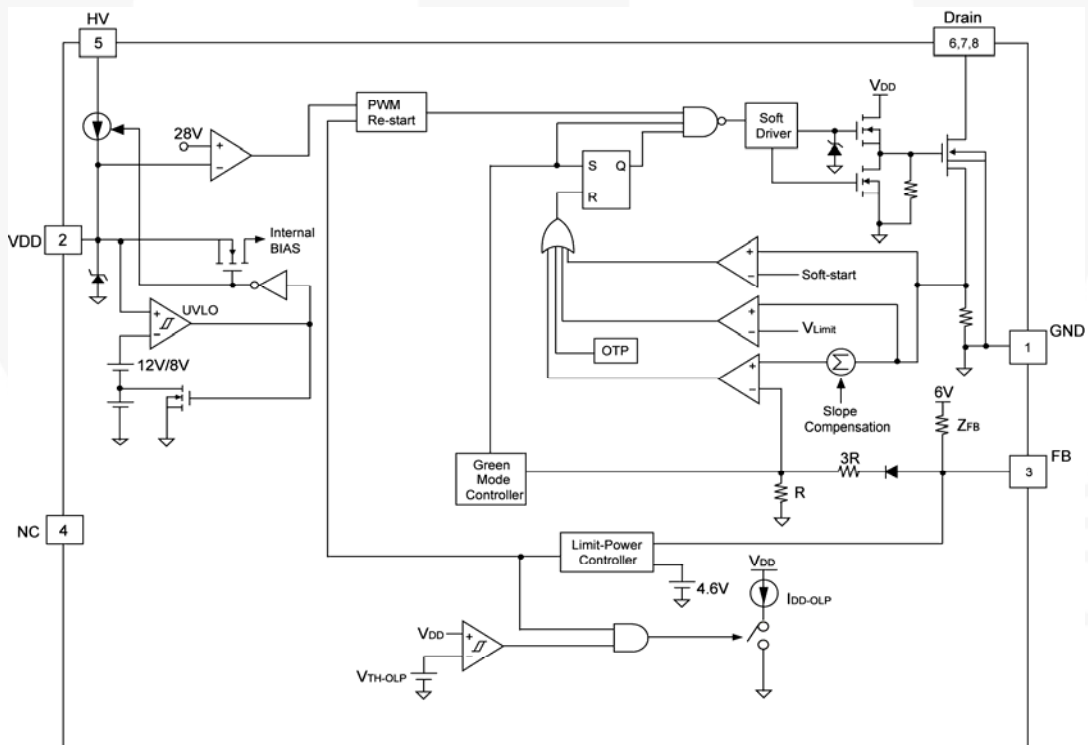 HV
Drain
5
6,7,8
VDD
PWM
Re-start
Soft
Driver
28V
+
−
S Q
R
VDD 2
Internal
BIAS
+
−
Soft-start
UVLO
+
−
+
−
VLimit
GND
1
12V/8V
OTP
+
−
Σ
Slope
Compensation
6V
ZFB
Green
Mode
Controller
3R
FB
3
R
NC 4
Limit-Power
Controller
4.6V
VDD
IDD-OLP
VDD
+
−
VTH-OLP